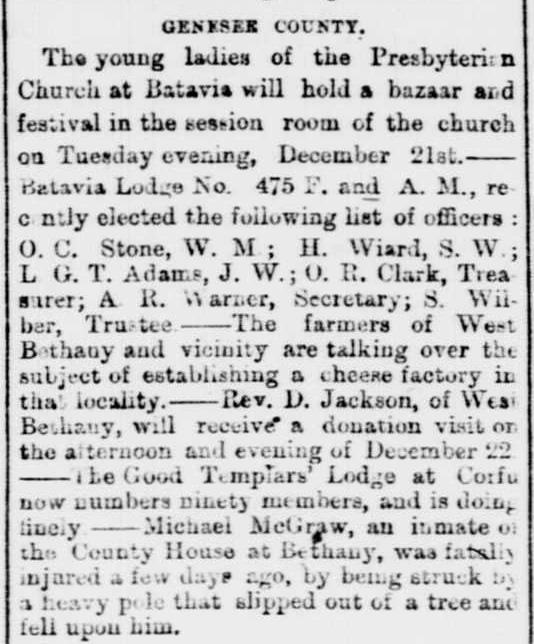 GENESEE COUNTY.
The young ladies of the Presbyterian
Church at Batavia will hold a bazaar and
festival in the session room of the church
on Tuesday evening, December 21st.——
Batavia Lodge No. 475 F. and A. M., re
cently elected the following list of officers :
O. C. Stone, W. M ; H. Wiard, S. W. ;
L G. T. Adams, J. W. ; O. R. Clark, Trea
surer; A R. Warner, Secretary; S. Wil-
ber, Trustee ——The farmers of West
Bethany and vicinity are talking over the
subject of establishing a cheese factory in
that locality.——Rev. D. Jackson, of West
Bethany, will receive a donation visit on
the afternoon and evening of December 22
——The Good Templars' Lodge at Corfu
now numbers ninety members, and is doing
finely ——Michael McGraw, an inmate of
the County House at Bethany, was fatally
injured a few days ago, by being struck by
a heavy pole that slipped out of a tree and
fell upon him.